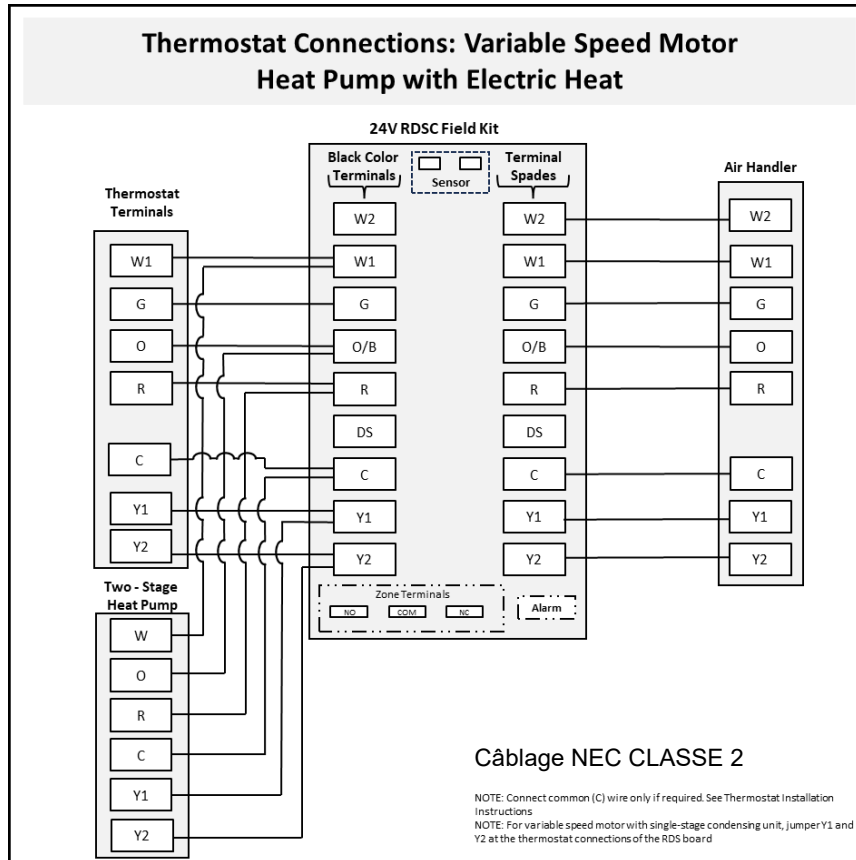 Thermostat Connections: Variable Speed Motor
Heat Pump with Electric Heat
24V RDSC Field Kit
Black Color
Terminals
Sensor
Terminal
Spades
Air Handler
Thermostat
Terminals
W1
G
O
R
C
Y1
Y2
W2
W1
G
O/B
R
DS
C
Y1
Y2
W2
W1
G
O/B
R
DS
C
Y1
Y2
W2
W1
G
O
R
C
Y1
Y2
Zone Terminals
NO
COM
NC
Alarm
Two - Stage
Heat Pump
W
O
R
C
Y1
Y2
Câblage NEC CLASSE 2
NOTE: Connect common (C) wire only if required. See Thermostat Installation
Instructions
NOTE: For variable speed motor with single-stage condensing unit, jumper Y1 and
Y2 at the thermostat connections of the RDS board